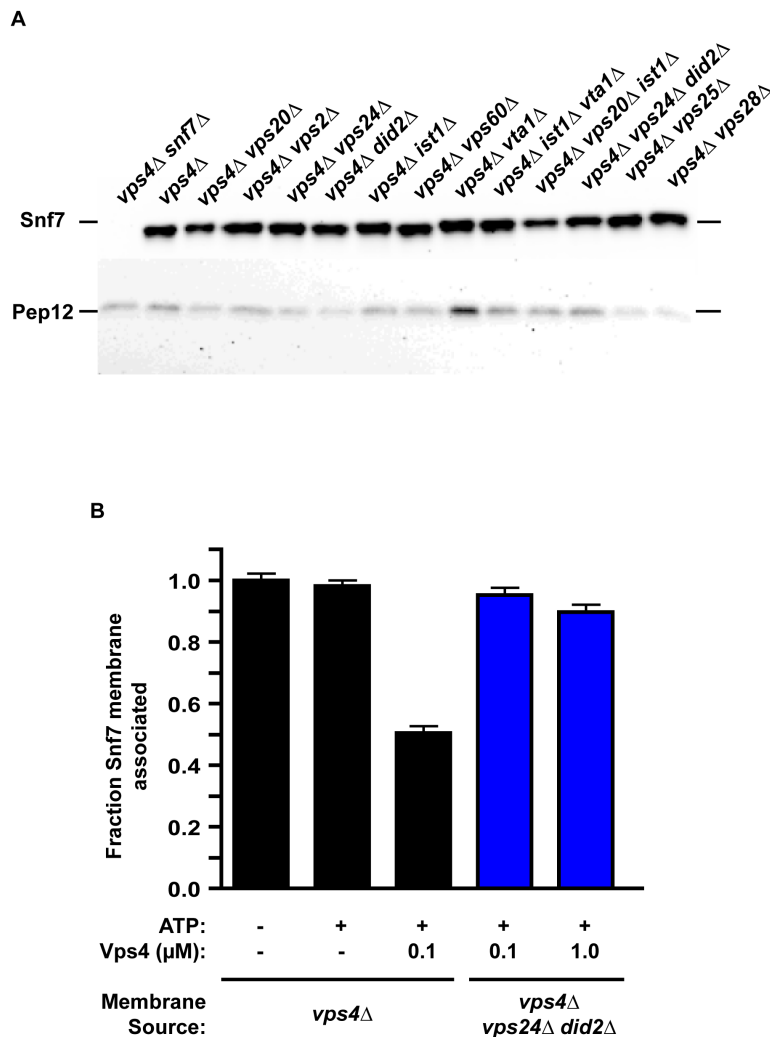 A
vps4Δ snf7Δ
vps4Δ
vps4Δ vps20Δ
vps4Δ vps2Δ
vps4Δ vps24Δ
vps4Δ did2Δ
vps4Δ ist1Δ
vps4Δ vps60Δ
vps4Δ vta1Δ
vps4Δ ist1Δ vta1Δ
vps4Δ vps20Δ ist1Δ
vps4Δ vps24Δ did2Δ
vps4Δ vps25Δ
vps4Δ vps28Δ
Snf7
Pep12
B
Fraction Snf7 membrane
associated
1.0
0.8
0.6
0.4
0.2
0.0
ATP: - + + + +
Vps4 (µM): - - 0.1 0.1 1.0
Membrane
Source:
vps4Δ
vps4Δ
vps24Δ did2Δ